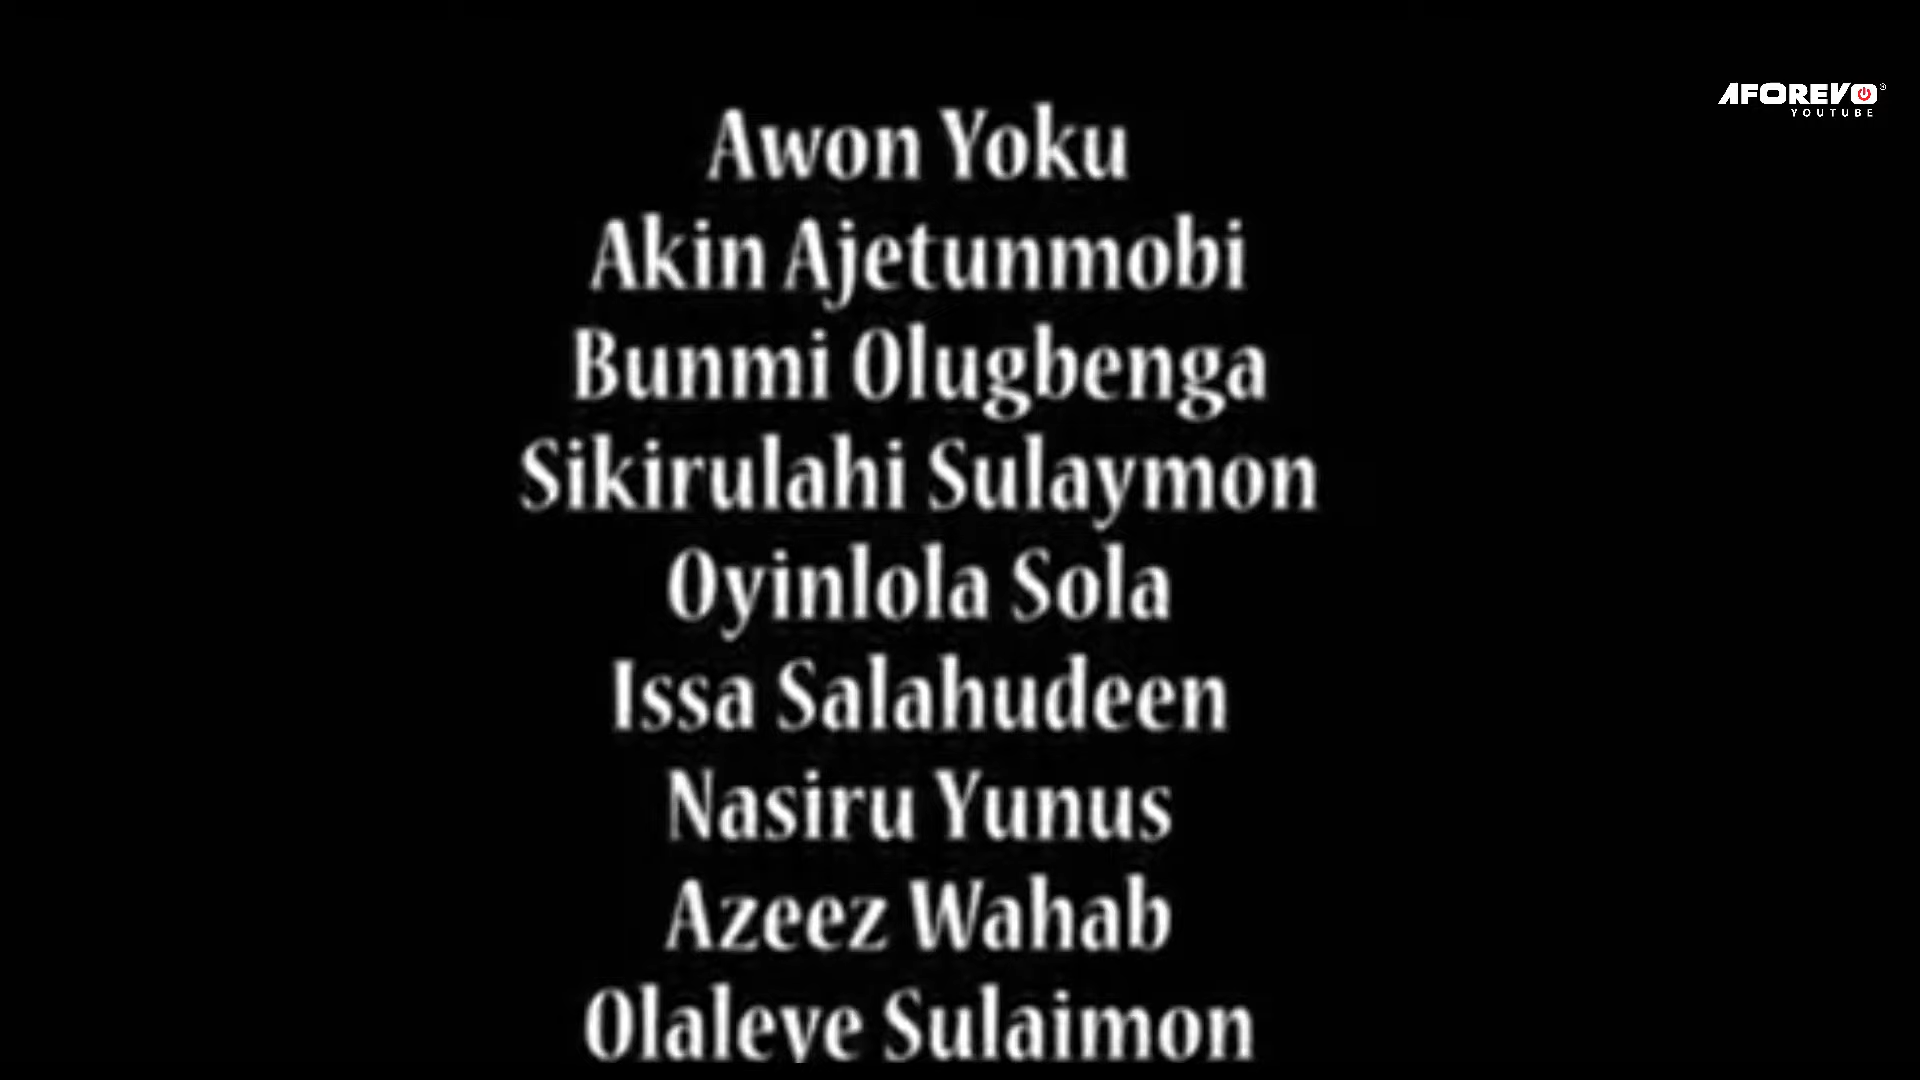 AFOREVO
YOUTUBE
Awon Yoku
Akin Ajetunmobi
Bunmi Olugbenga
Sikirulahi Sulaymon
Oyinlola Sola
Issa Salahudeen
Nasiru Yunus
Azeez Wahab
Olaleye Sulaimon